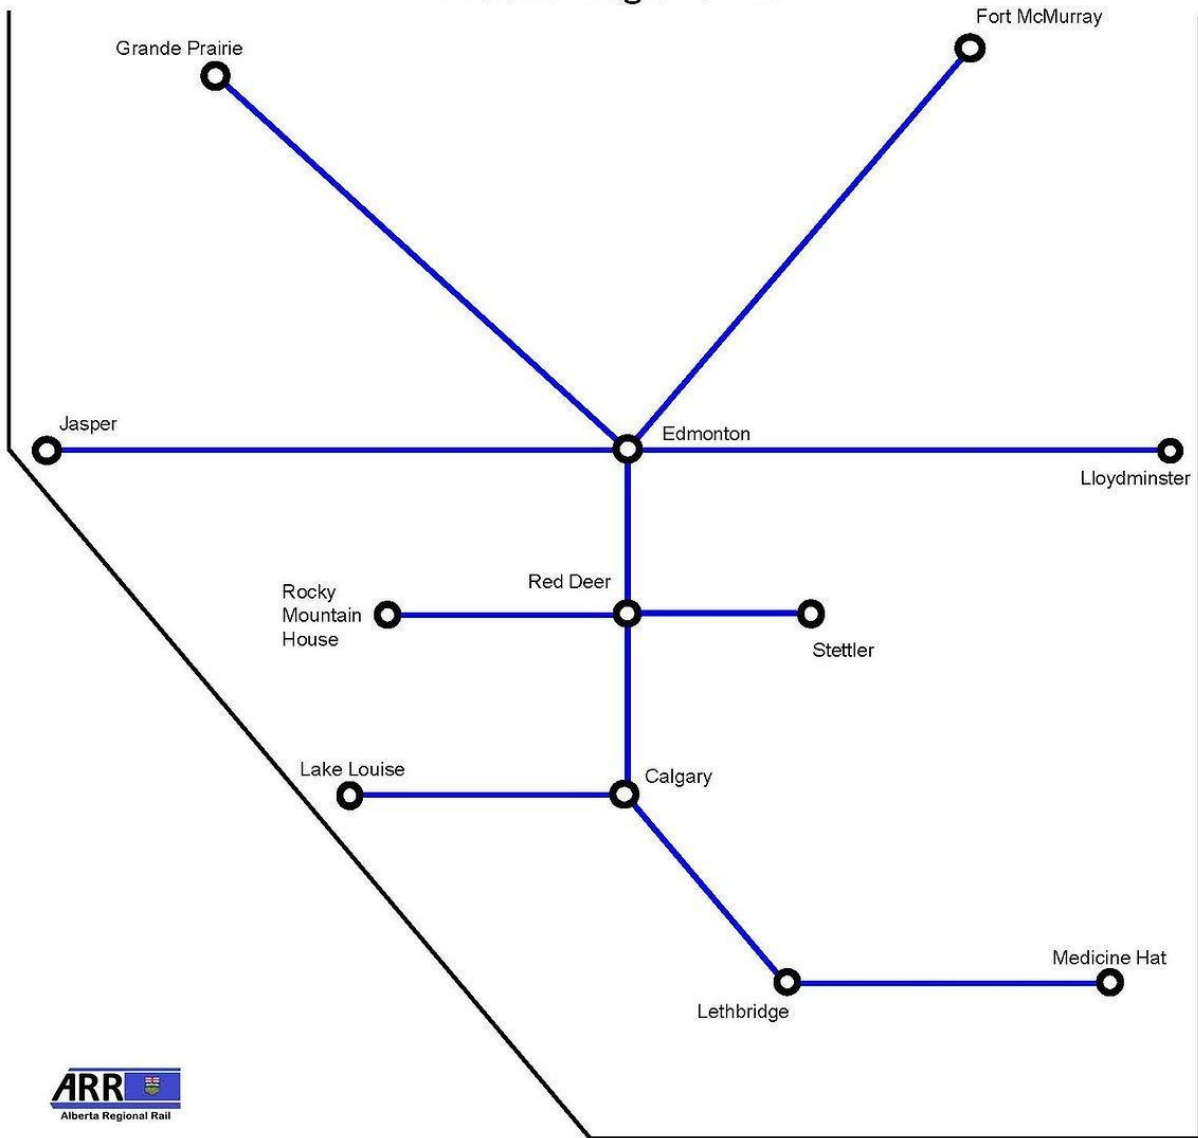 Fort McMurray
Grande Prairie
Jasper
Edmonton
Lloydminster
Red Deer
Rocky
Mountain
House
Stettler
Lake Louise
Calgary
Medicine Hat
Lethbridge
ARR
Alberta Regional Rail